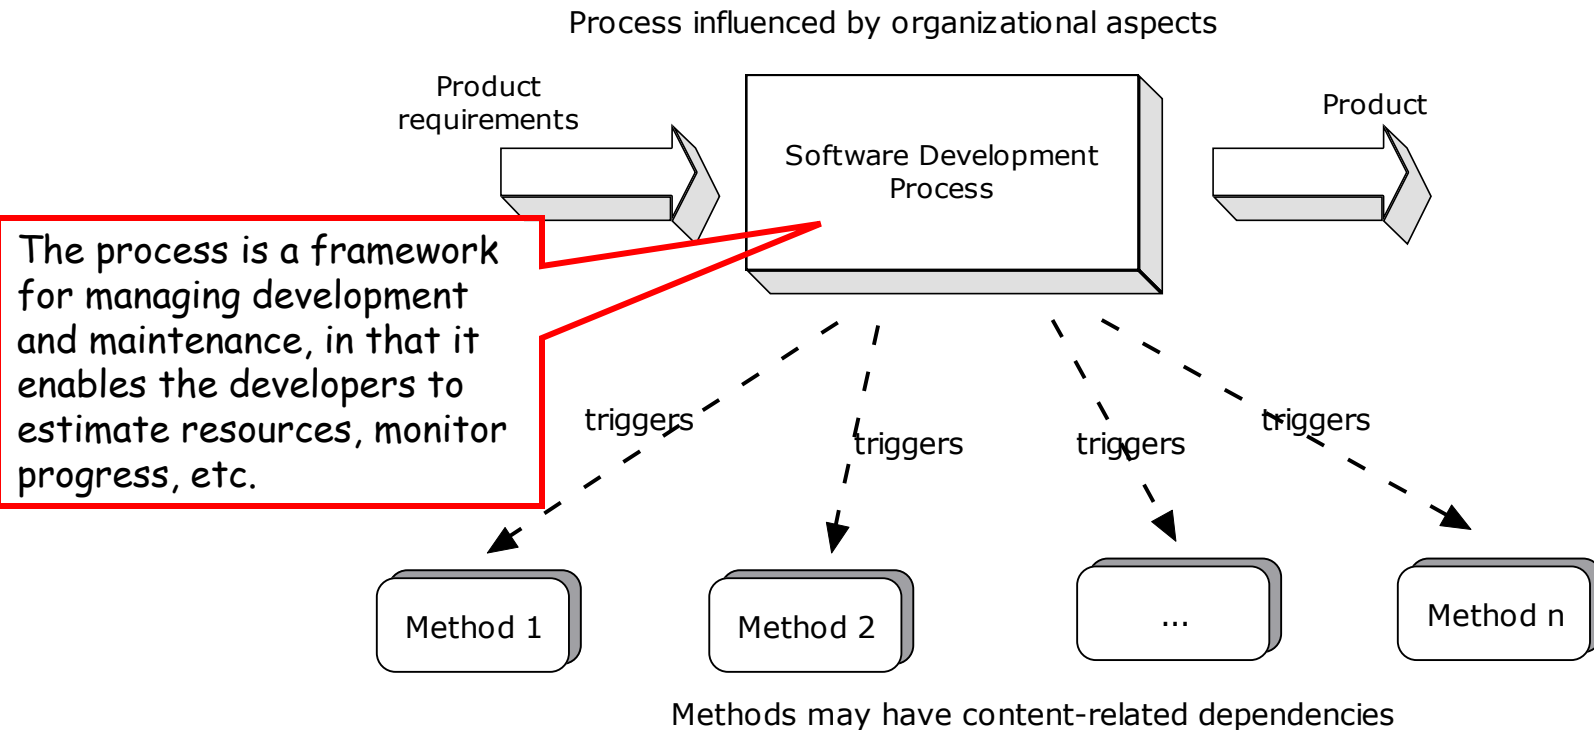 Process influenced by organizational aspects
Product
requirements
Software Development
Process
Product
The process is a framework
for managing development
and maintenance, in that it
enables the developers to
estimate resources, monitor
progress, etc.
triggers
triggers
triggers
triggers
Method 1
Method 2
...
Method n
Methods may have content-related dependencies